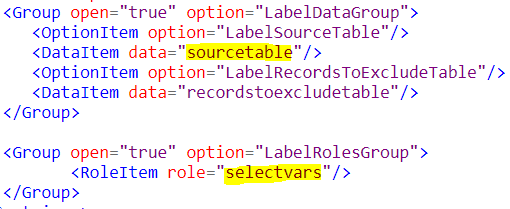 <Group open="true" option="LabelDataGroup">
<OptionItem option="LabelSourceTable"/>
<DataItem data="sourcetable"/>
<OptionItem option="LabelRecordsToExcludeTable"/>
<DataItem data="recordstoexcludetable"/>
</Group>
<Group open="true" option="LabelRolesGroup">
<RoleItem role="selectvars"/>
</Group>